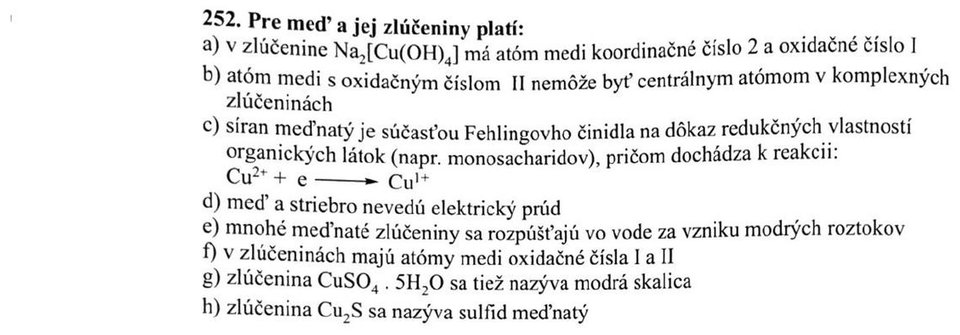 252. Pre meď a jej zlúčeniny platí:
a) v zlúčenine Na₂[Cu(OH)₄] má atóm medi koordinačné číslo 2 a oxidačné číslo I
b) atóm medi s oxidačným číslom II nemôže byť centrálnym atómom v komplexných
zlúčeninách
c) síran meďnatý je súčasťou Fehlingovho činidla na dôkaz redukčných vlastností
organických látok (napr. monosacharidov), pričom dochádza k reakcii:
Cu²⁺ + e ⟶ Cu¹⁺
d) meď a striebro nevedú elektrický prúd
e) mnohé meďnaté zlúčeniny sa rozpúšťajú vo vode za vzniku modrých roztokov
f) v zlúčeninách majú atómy medi oxidačné čísla I a II
g) zlúčenina CuSO₄ . 5H₂O sa tiež nazýva modrá skalica
h) zlúčenina Cu₂S sa nazýva sulfid meďnatý